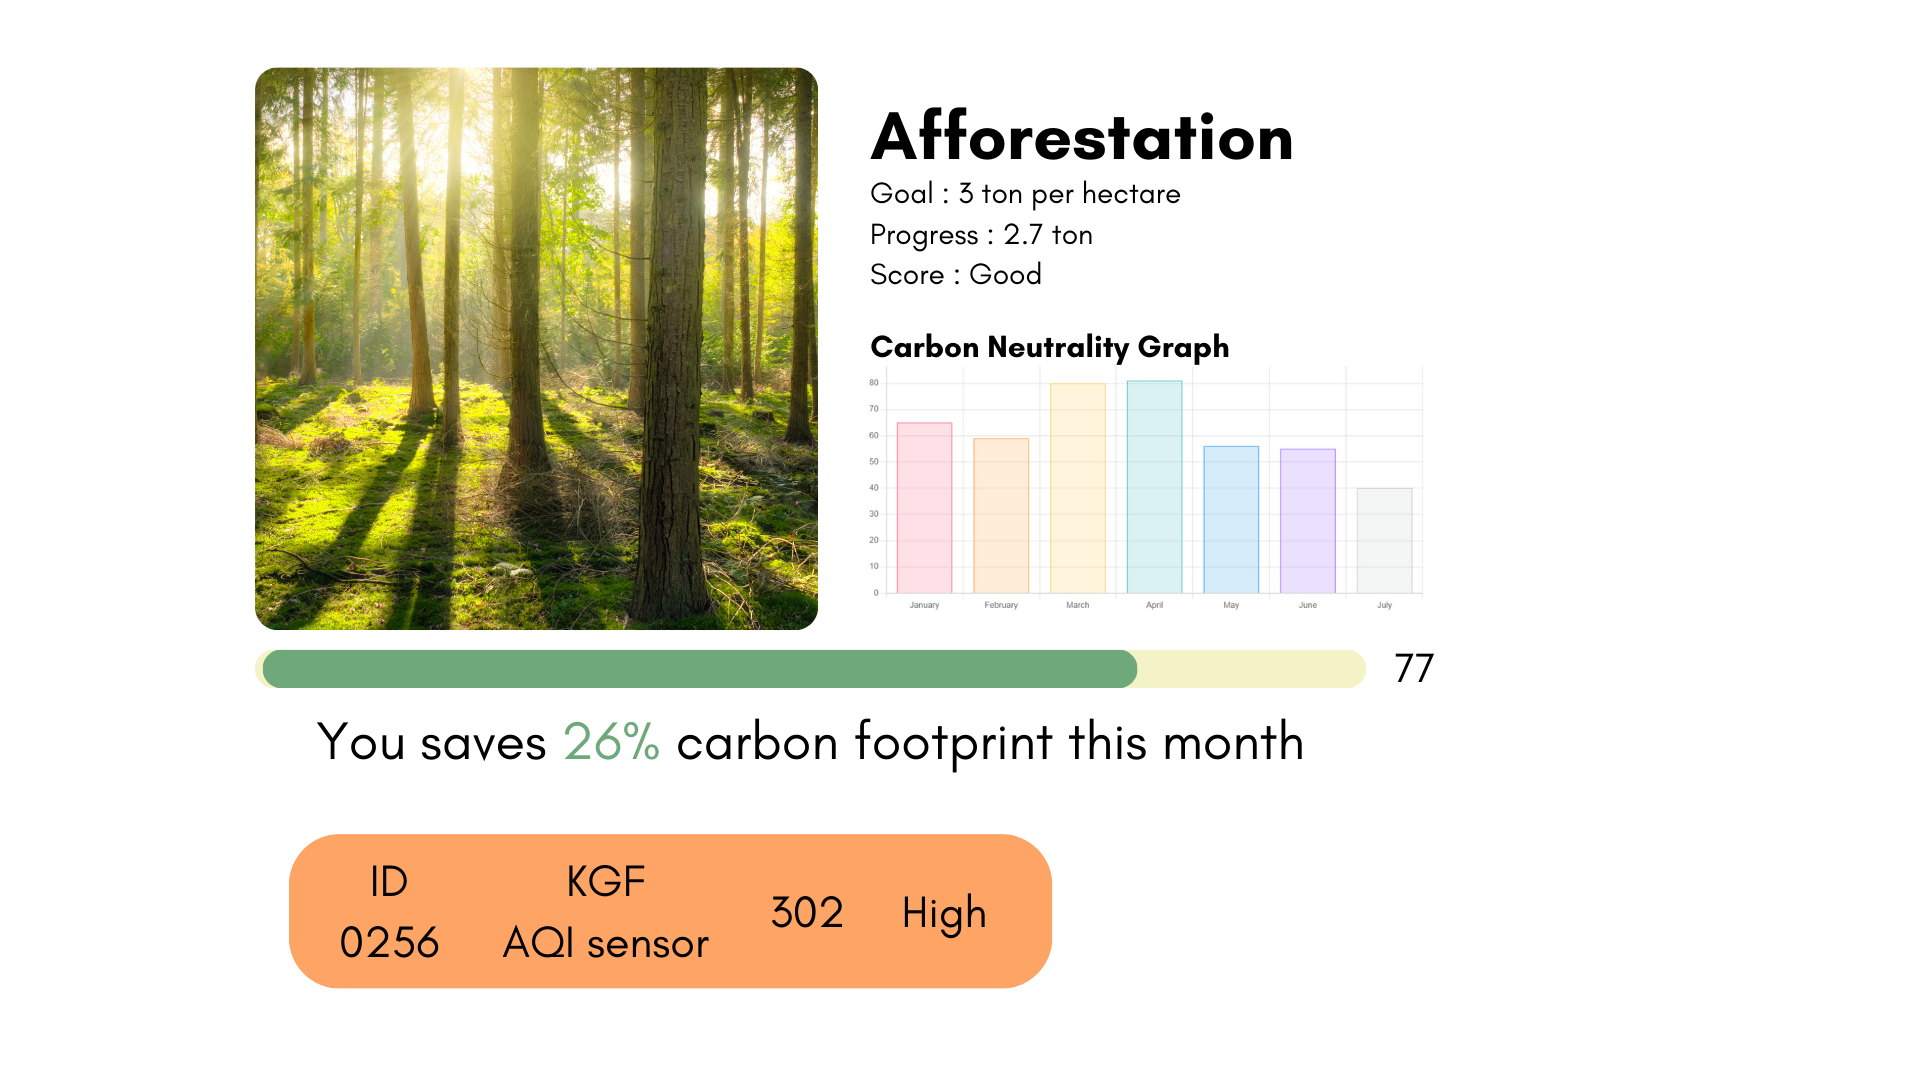 Afforestation
Goal : 3 ton per hectare
Progress : 2.7 ton
Score : Good
Carbon Neutrality Graph
80
70
60
50
40
30
20
10
0
January February March April May June July
77
You saves 26% carbon footprint this month
ID
0256
KGF
AQI sensor
302
High